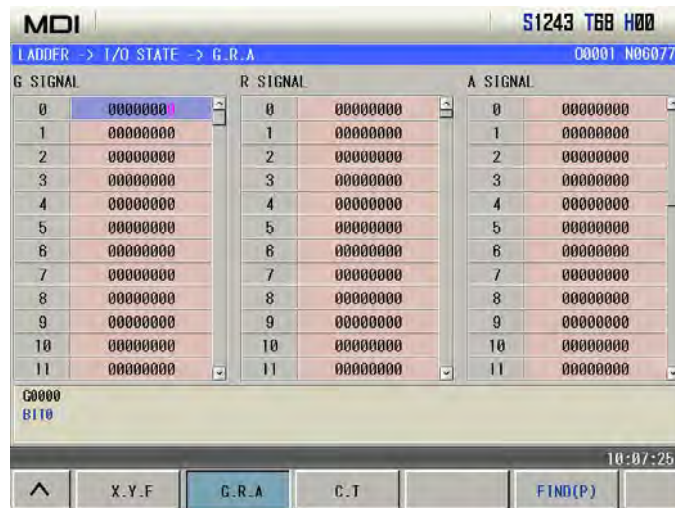 MDI S1243 T68 H00
LADDER -> I/O STATE -> G.R.A O0001 N06077
G SIGNAL R SIGNAL A SIGNAL
0 00000000 0 00000000 0 00000000
1 00000000 1 00000000 1 00000000
2 00000000 2 00000000 2 00000000
3 00000000 3 00000000 3 00000000
4 00000000 4 00000000 4 00000000
5 00000000 5 00000000 5 00000000
6 00000000 6 00000000 6 00000000
7 00000000 7 00000000 7 00000000
8 00000000 8 00000000 8 00000000
9 00000000 9 00000000 9 00000000
10 00000000 10 00000000 10 00000000
11 00000000 11 00000000 11 00000000
G0000
BIT0
10:07:25
X.Y.F G.R.A C.T FIND(P)